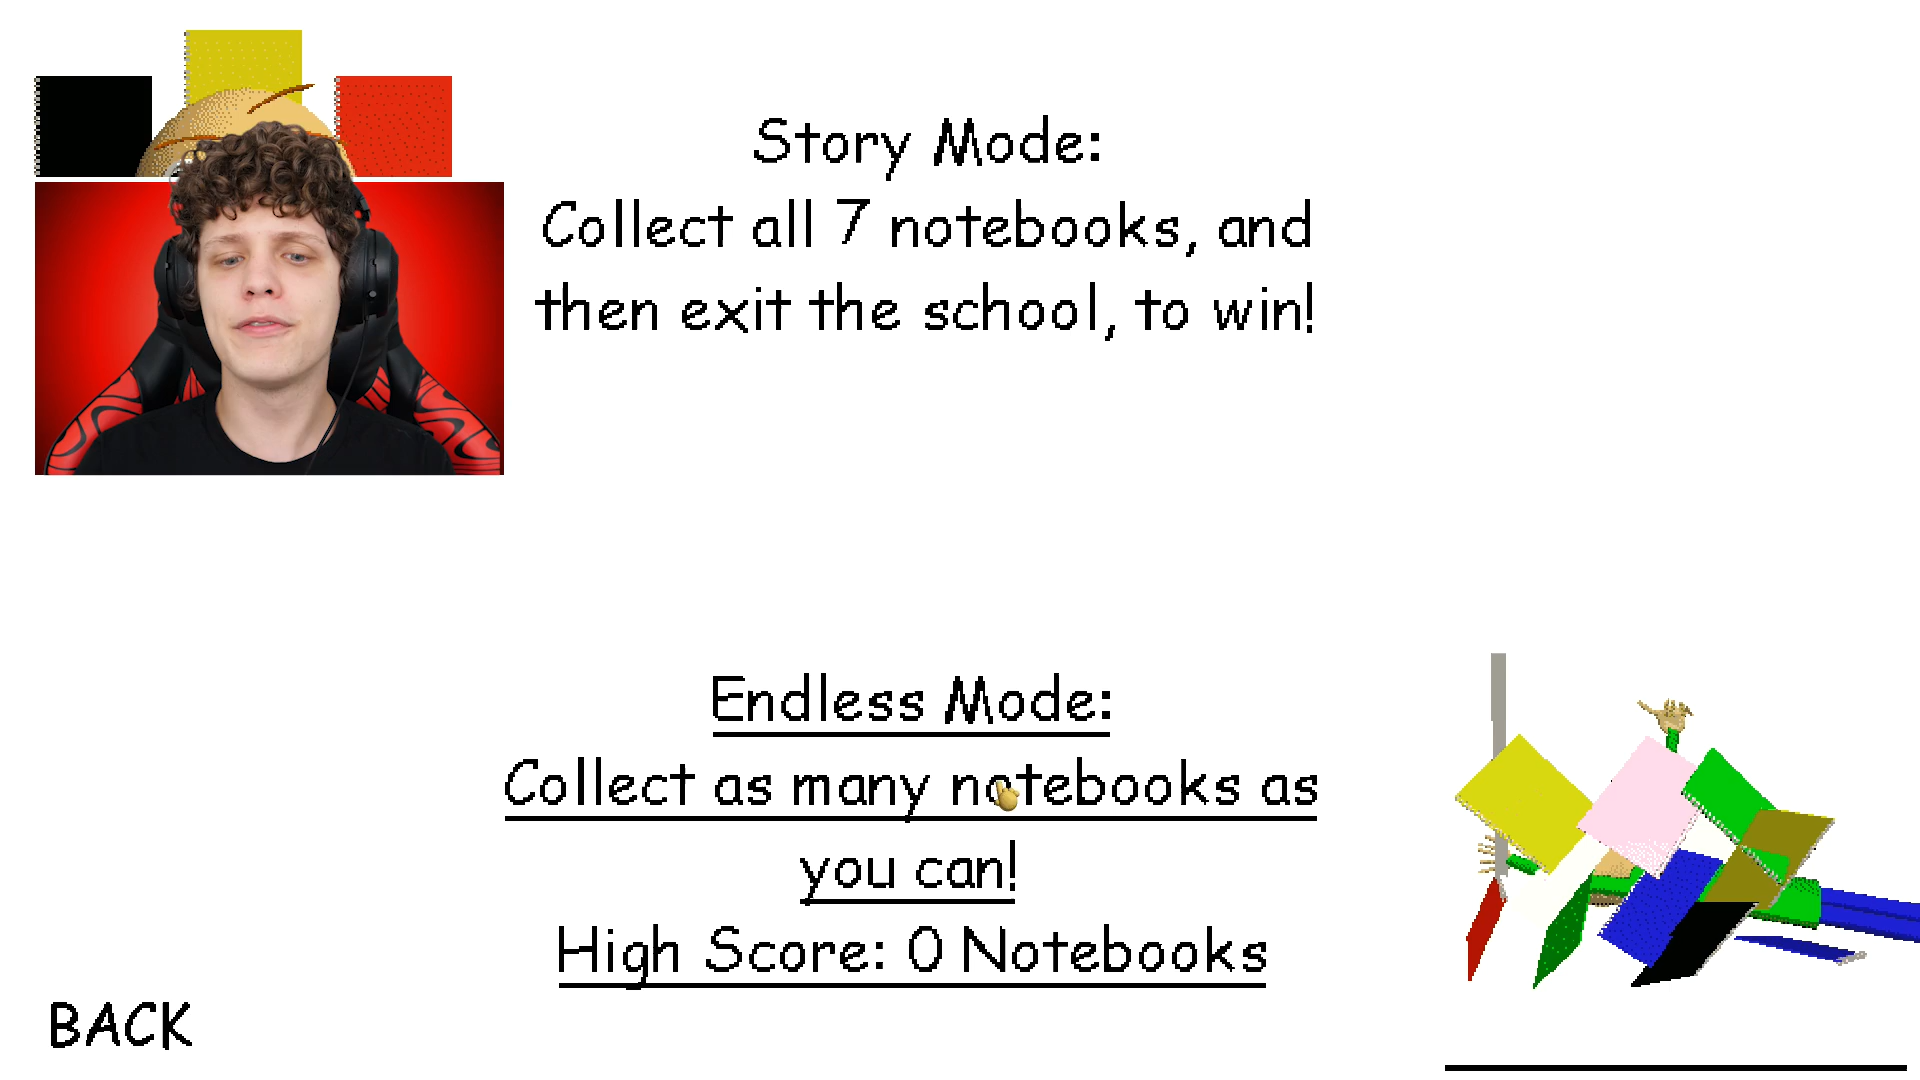 Story Mode:
Collect all 7 notebooks, and
then exit the school, to win!
Endless Mode:
Collect as many notebooks as
you can!
High Score: 0 Notebooks
BACK